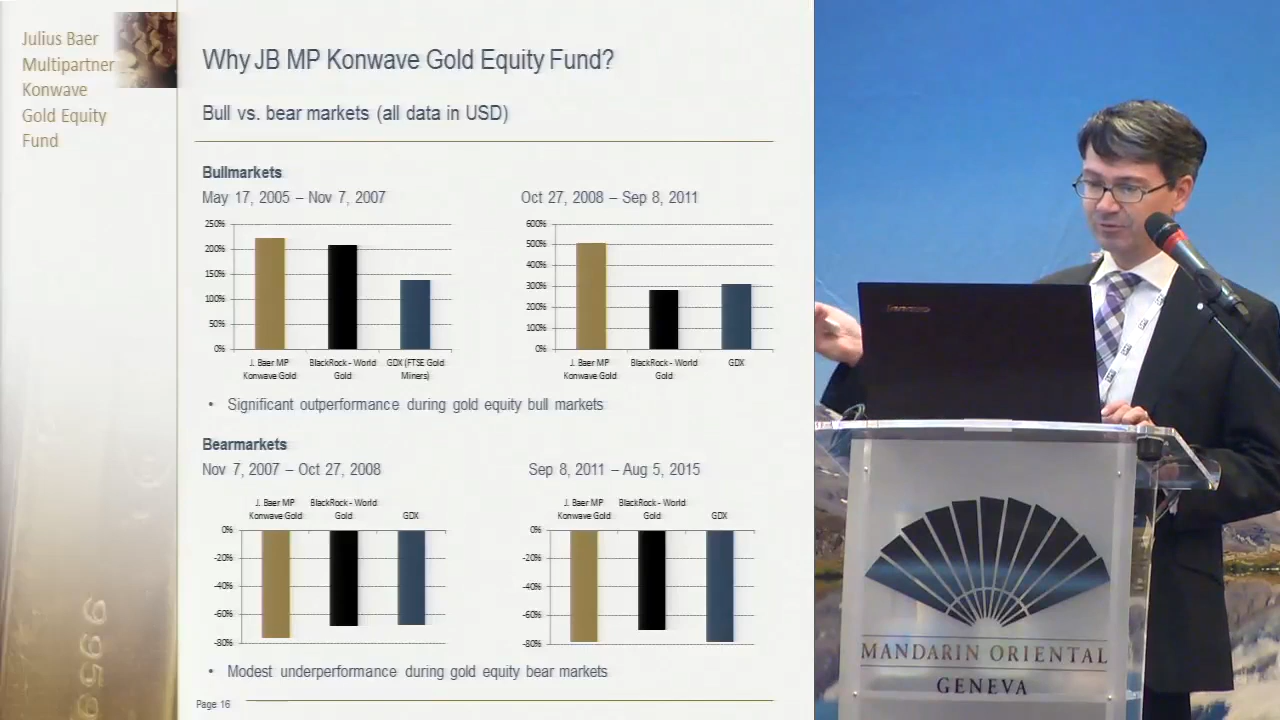 Julius Baer
Multipartner
Konwave
Gold Equity
Fund
Why JB MP Konwave Gold Equity Fund?
Bull vs. bear markets (all data in USD)
Bullmarkets
May 17, 2005 – Nov 7, 2007
Oct 27, 2008 – Sep 8, 2011
250%
200%
150%
100%
50%
0%
J. Baer MP
Konwave Gold
BlackRock - World
Gold
GDX (FTSE Gold
Miners)
600%
500%
400%
300%
200%
100%
0%
J. Baer MP
Konwave Gold
BlackRock - World
Gold
GDX
• Significant outperformance during gold equity bull markets
Bearmarkets
Nov 7, 2007 – Oct 27, 2008
Sep 8, 2011 – Aug 5, 2015
J. Baer MP
Konwave Gold
BlackRock - World
Gold
GDX
0%
-20%
-40%
-60%
-80%
J. Baer MP
Konwave Gold
BlackRock - World
Gold
GDX
0%
-20%
-40%
-60%
-80%
• Modest underperformance during gold equity bear markets
Page 16
9959
lenovo
MANDARIN ORIENTAL
GENEVA